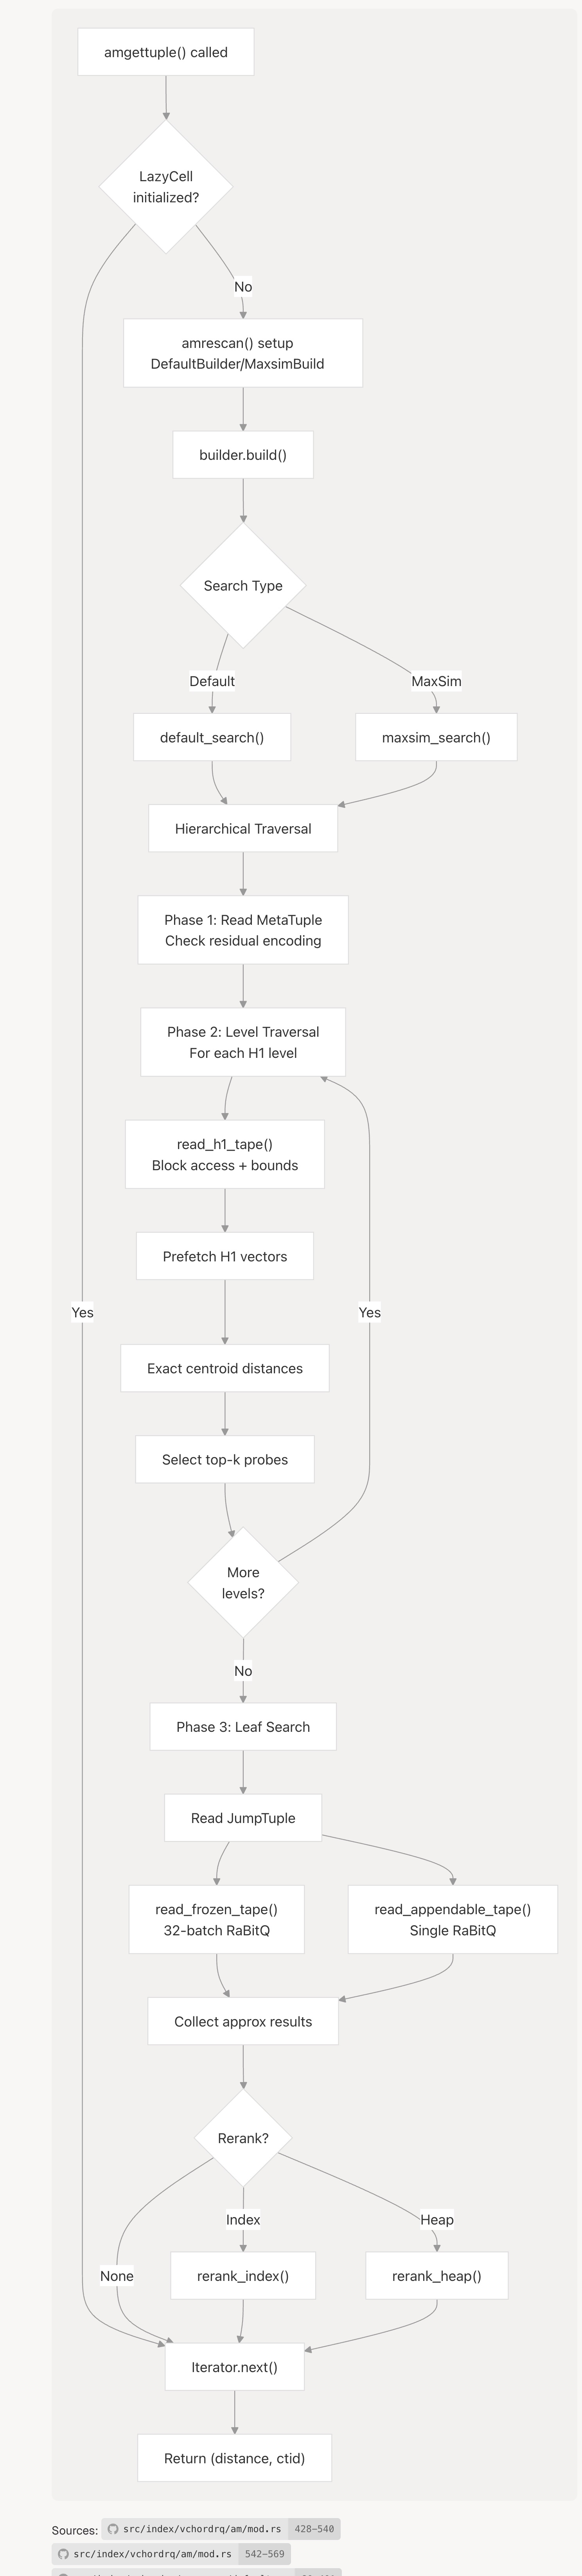 amgettuple() called
LazyCell
initialized?
No
amrescan() setup
DefaultBuilder/MaxsimBuild
builder.build()
Search Type
Default
MaxSim
default_search()
maxsim_search()
Hierarchical Traversal
Phase 1: Read MetaTuple
Check residual encoding
Phase 2: Level Traversal
For each H1 level
read_h1_tape()
Block access + bounds
Prefetch H1 vectors
Yes
Yes
Exact centroid distances
Select top-k probes
More
levels?
No
Phase 3: Leaf Search
Read JumpTuple
read_frozen_tape()
32-batch RaBitQ
read_appendable_tape()
Single RaBitQ
Collect approx results
Rerank?
Index
Heap
None
rerank_index()
rerank_heap()
Iterator.next()
Return (distance, ctid)
Sources: src/index/vchordrq/am/mod.rs 428-540
src/index/vchordrq/am/mod.rs 542-569